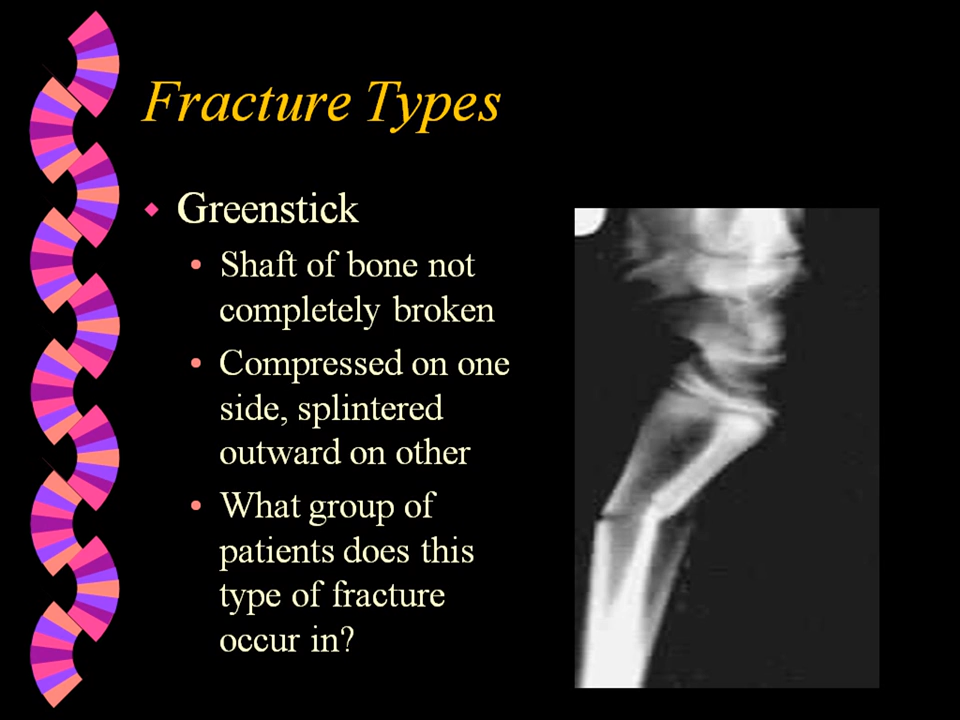 Fracture Types
Greenstick
Shaft of bone not
completely broken
Compressed on one
side, splintered
outward on other
What group of
patients does this
type of fracture
occur in?